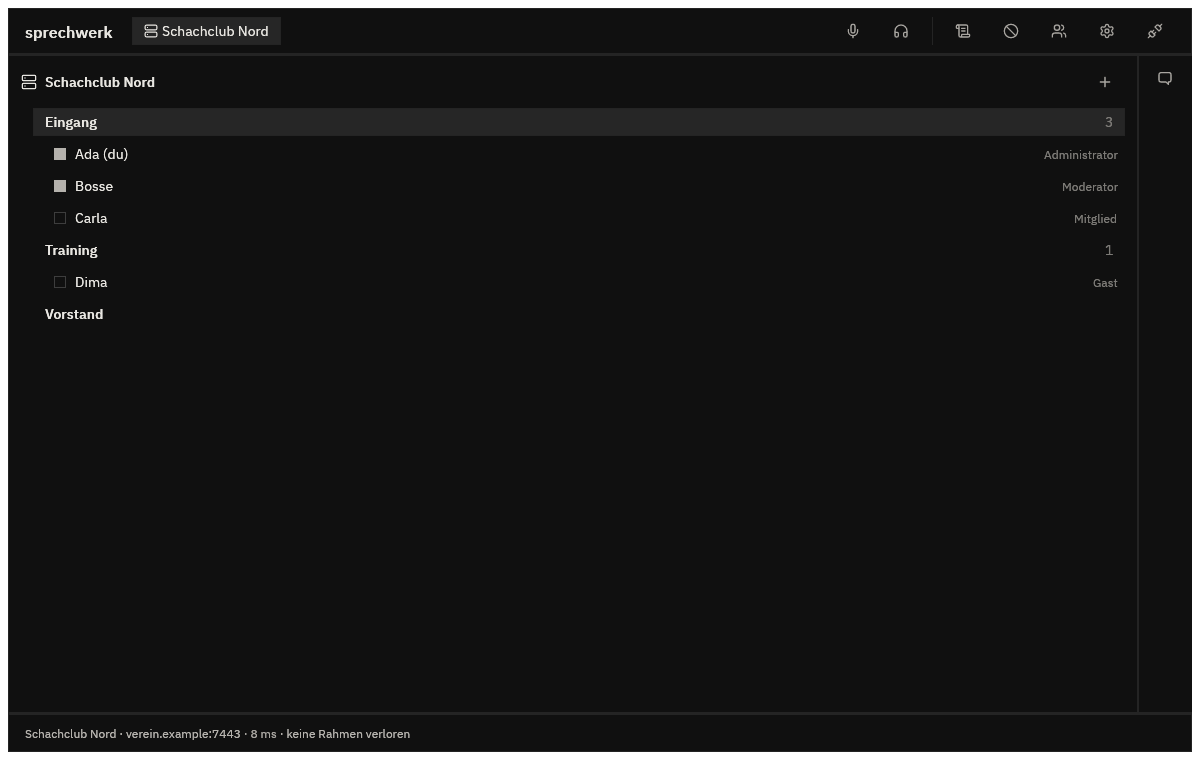 sprechwerk
Schachclub Nord
Schachclub Nord
Eingang 3
Ada (du) Administrator
Bosse Moderator
Carla Mitglied
Training 1
Dima Gast
Vorstand
Schachclub Nord · verein.example:7443 · 8 ms · keine Rahmen verloren